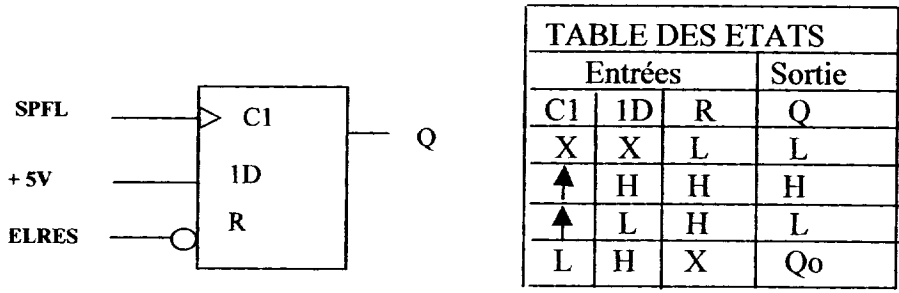 SPFL
C1
Q
+ 5V
1D
R
ELRES
TABLE DES ETATS
Entrées Sortie
C1 1D R Q
X X L L
↑ H H H
↑ L H L
L H X Qo